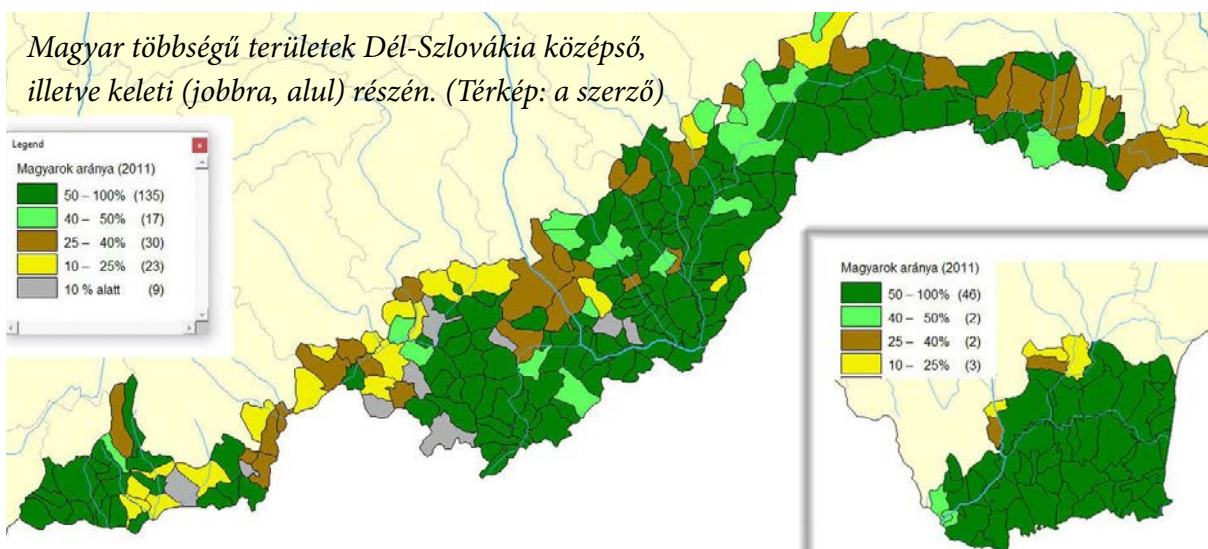 Magyar többségű területek Dél-Szlovákia középső,
illetve keleti (jobbra, alul) részén. (Térkép: a szerző)
Legend
Magyarok aránya (2011)
50 – 100% (135)
40 – 50% (17)
25 – 40% (30)
10 – 25% (23)
10 % alatt (9)
Magyarok aránya (2011)
50 – 100% (46)
40 – 50% (2)
25 – 40% (2)
10 – 25% (3)